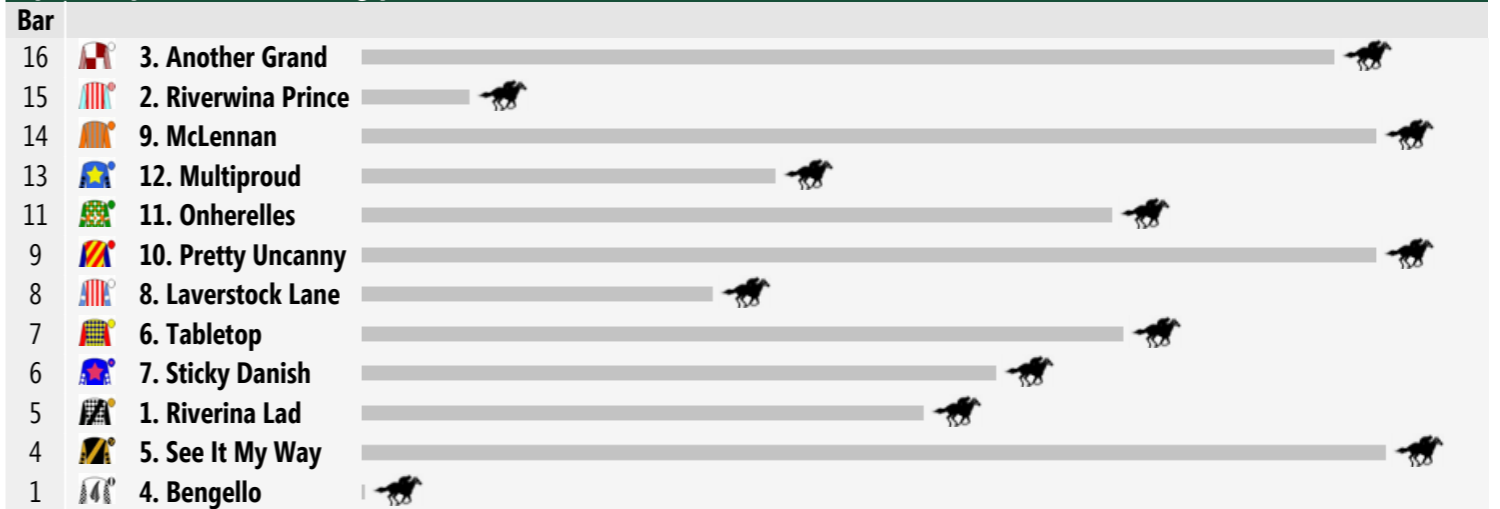 Bar
16 3. Another Grand
15 2. Riverwina Prince
14 9. McLennan
13 12. Multiproud
11 11. Onherelles
9 10. Pretty Uncanny
8 8. Laverstock Lane
7 6. Tabletop
6 7. Sticky Danish
5 1. Riverina Lad
4 5. See It My Way
1 4. Bengello